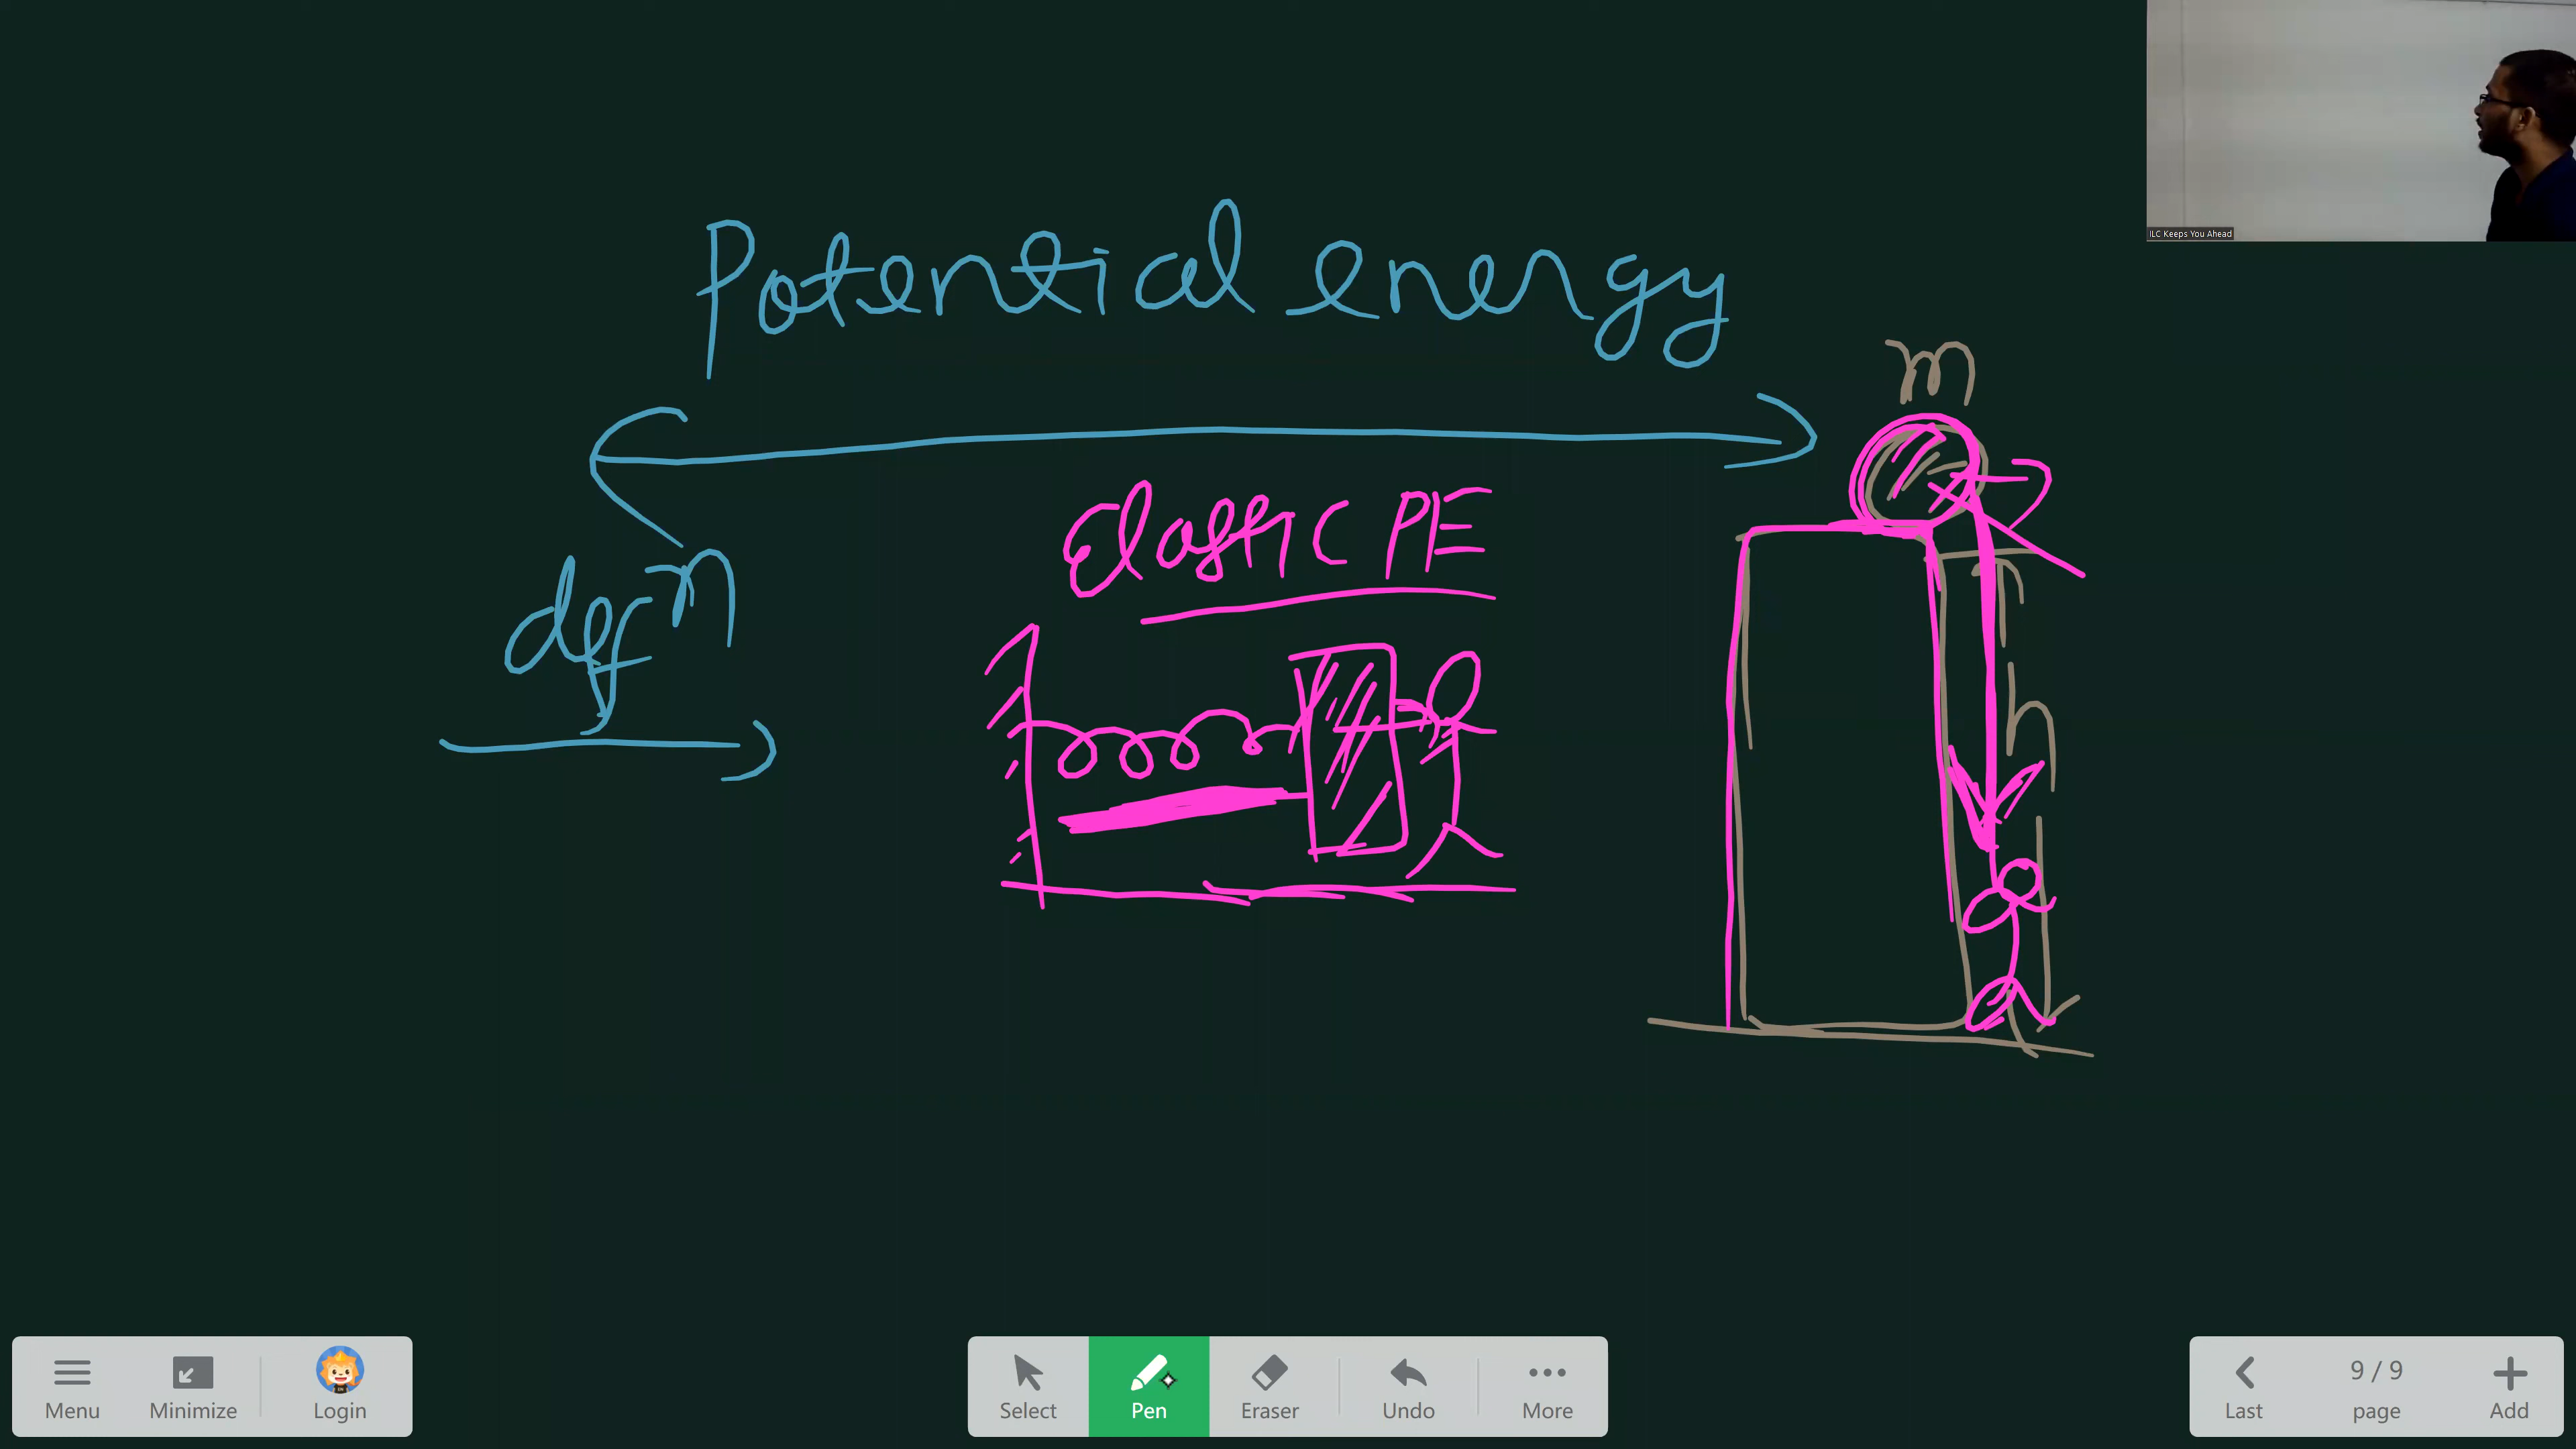 ILC Keeps You Ahead
Potential energy
m
Elastic PE
defn
h
Menu
Minimize
Login
Select
Pen
Eraser
Undo
More
Last
9 / 9
page
Add